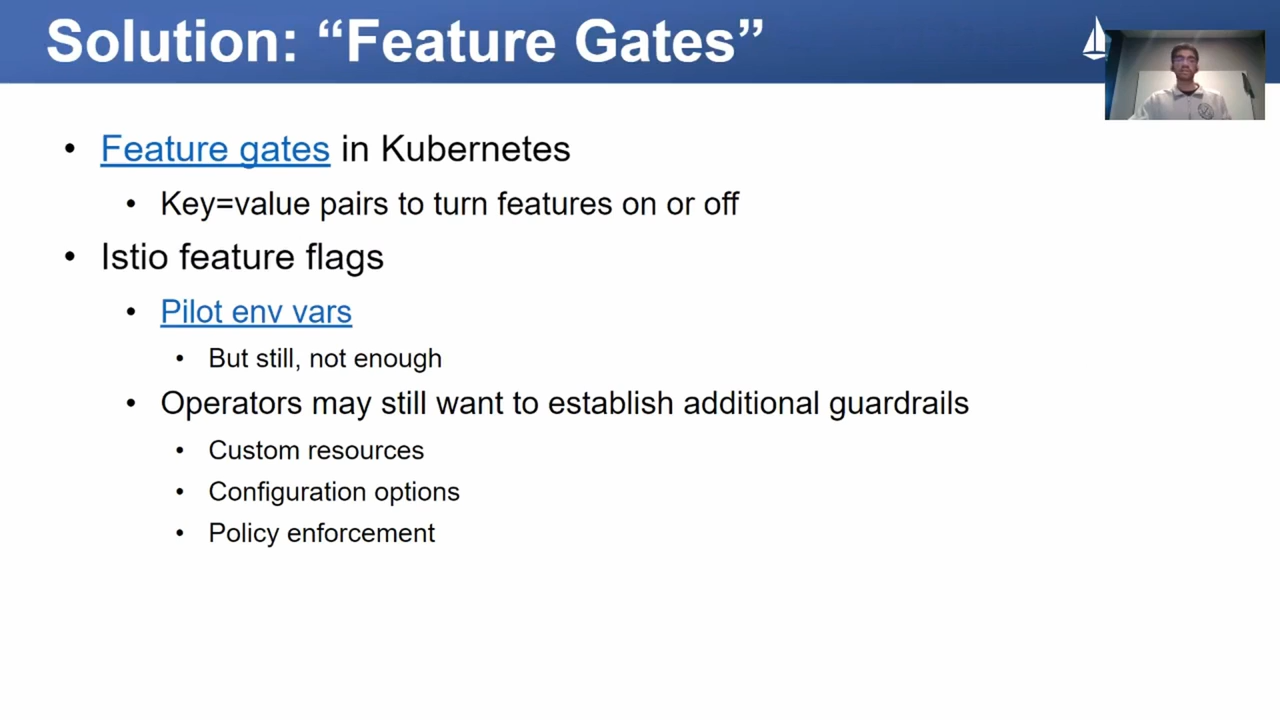 Solution: “Feature Gates”
• Feature gates in Kubernetes
• Key=value pairs to turn features on or off
• Istio feature flags
• Pilot env vars
• But still, not enough
• Operators may still want to establish additional guardrails
• Custom resources
• Configuration options
• Policy enforcement